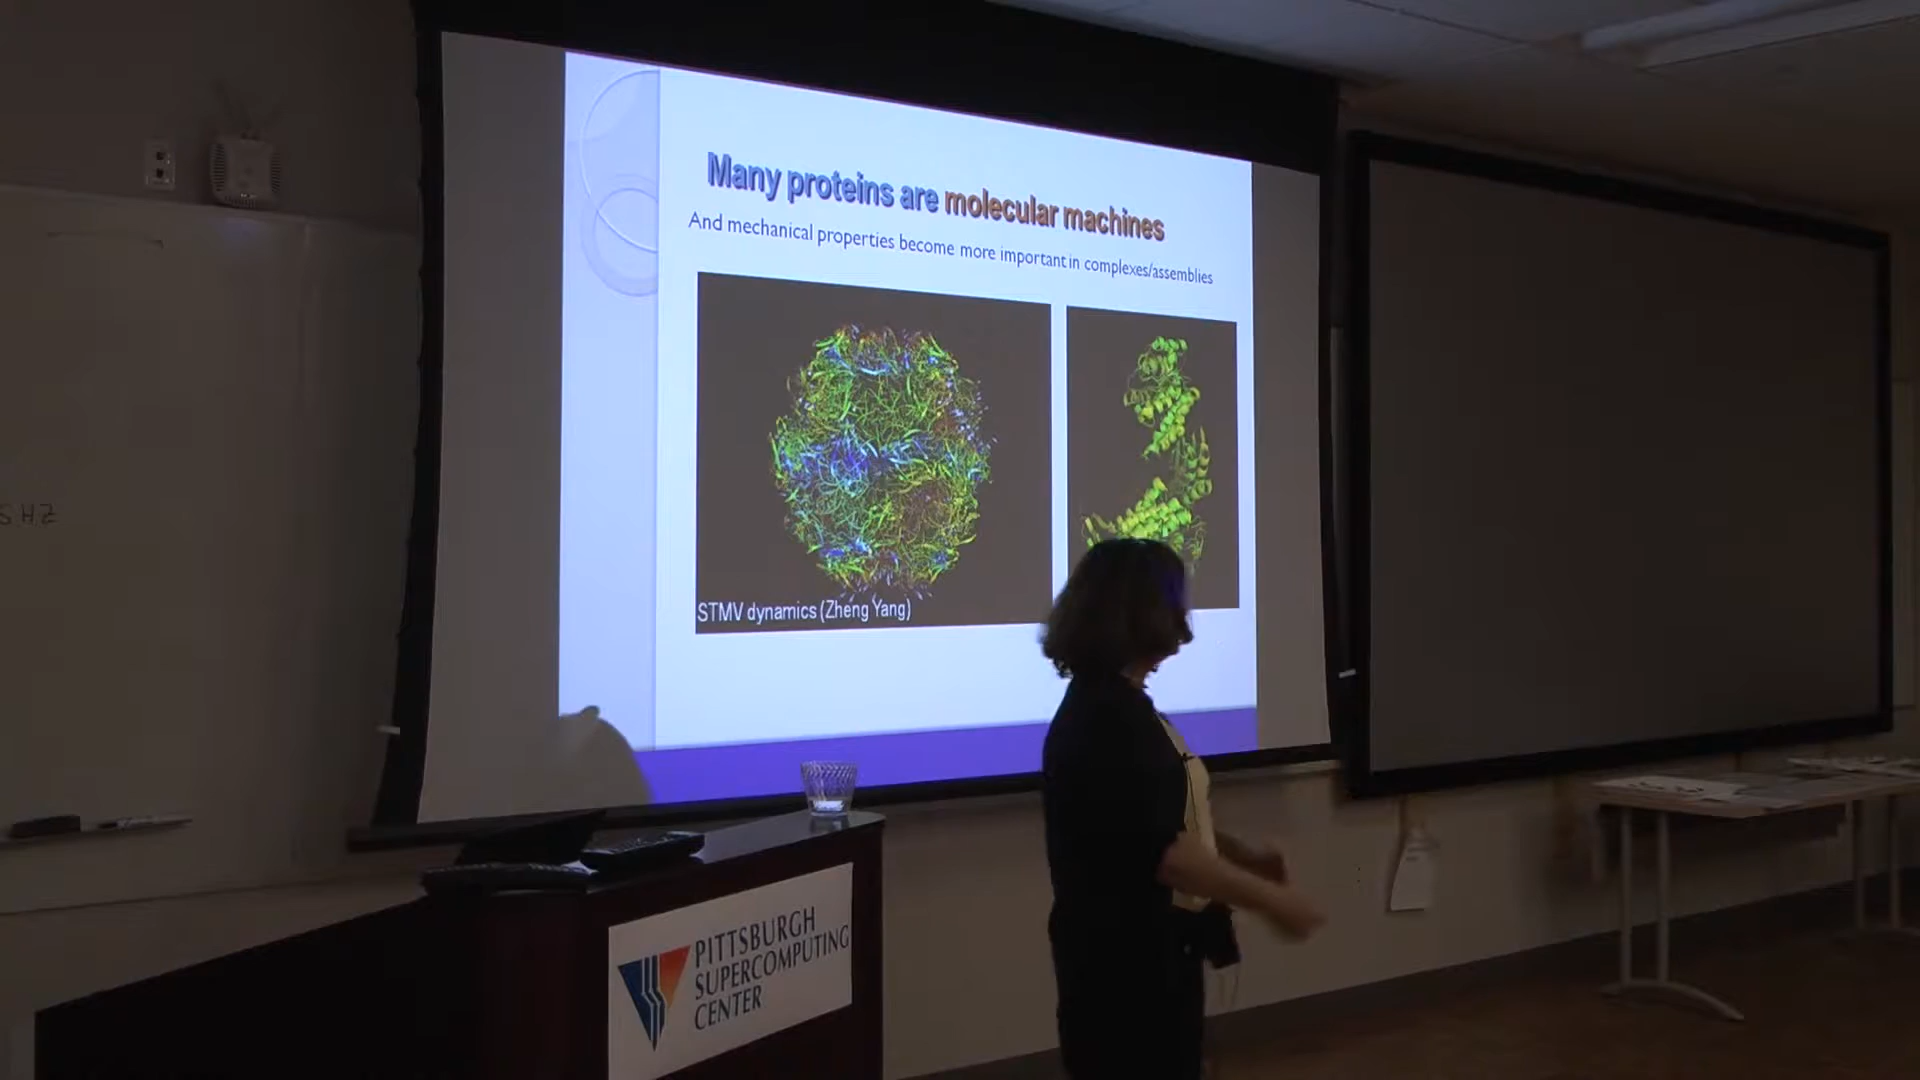 Many proteins are molecular machines
And mechanical properties become more important in complexes/assemblies
STMV dynamics (Zheng Yang)
SHZ
PITTSBURGH
SUPERCOMPUTING
CENTER